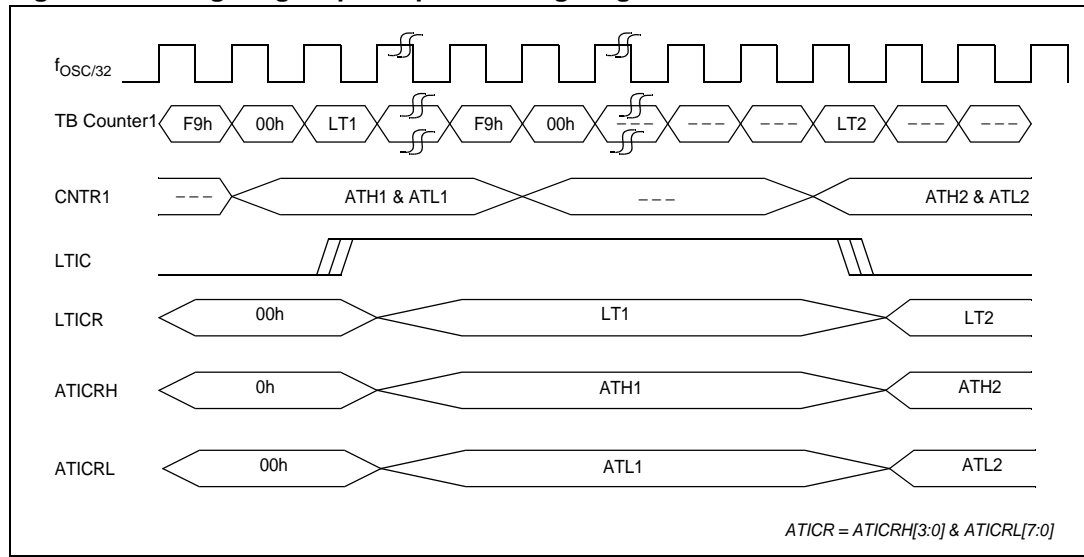 fOSC/32
TB Counter1 F9h 00h LT1 F9h 00h --- --- --- LT2 --- ---
CNTR1 --- ATH1 & ATL1 --- ATH2 & ATL2
LTIC
LTICR 00h LT1 LT2
ATICRH 0h ATH1 ATH2
ATICRL 00h ATL1 ATL2
ATICR = ATICRH[3:0] & ATICRL[7:0]